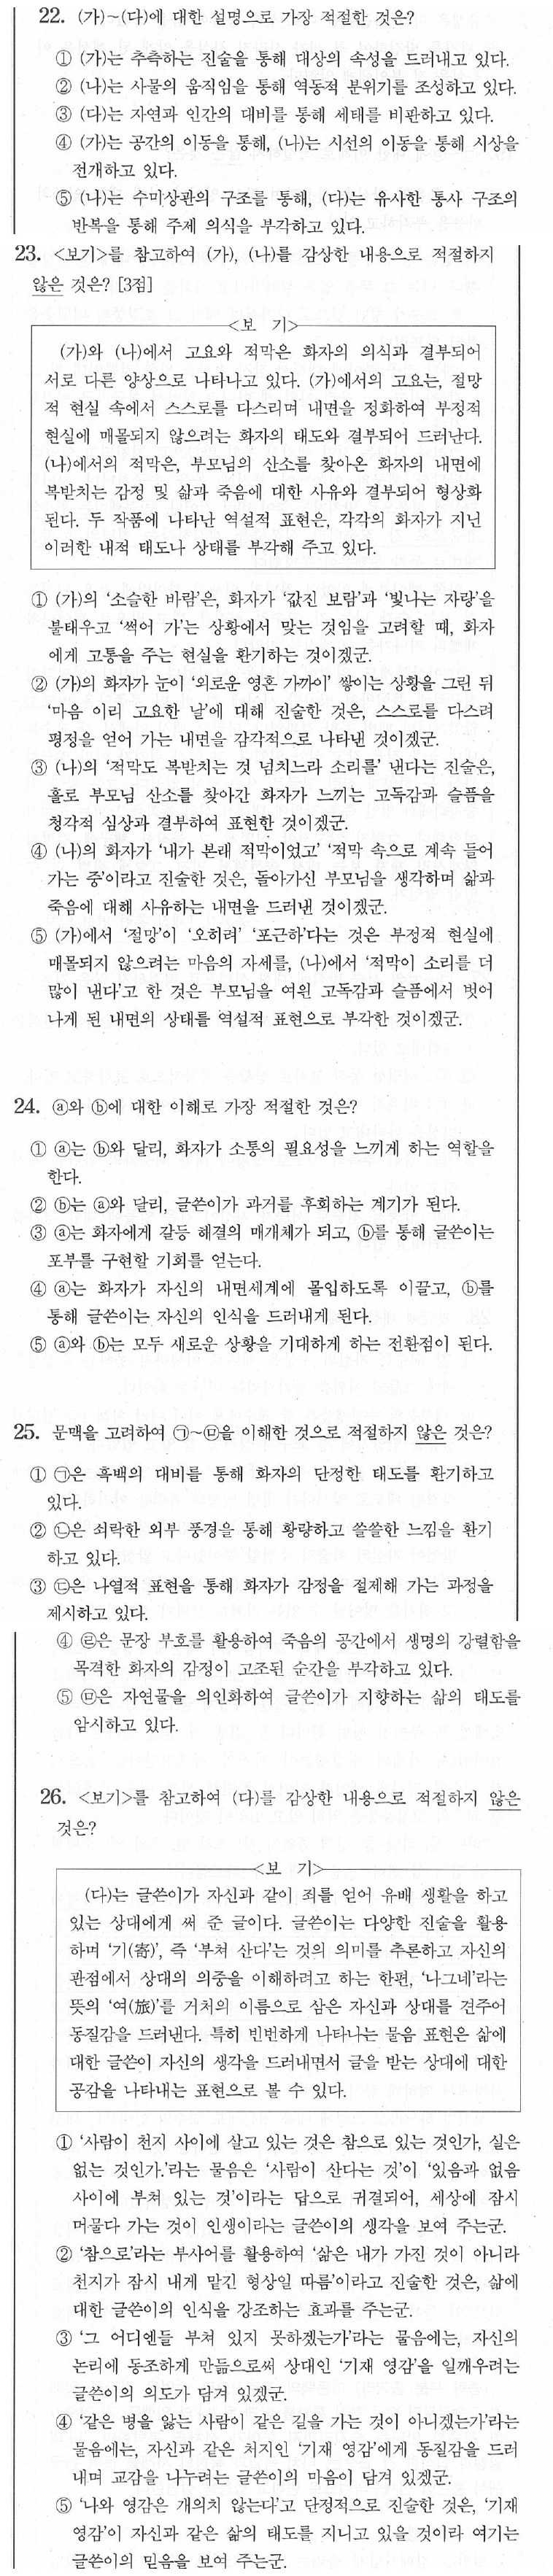 22. (가)~(다)에 대한 설명으로 가장 적절한 것은?
① (가)는 추측하는 진술을 통해 대상의 속성을 드러내고 있다.
② (나)는 사물의 움직임을 통해 역동적 분위기를 조성하고 있다.
③ (다)는 자연과 인간의 대비를 통해 세태를 비판하고 있다.
④ (가)는 공간의 이동을 통해, (나)는 시선의 이동을 통해 시상을
전개하고 있다.
⑤ (나)는 수미상관의 구조를 통해, (다)는 유사한 통사 구조의
반복을 통해 주제 의식을 부각하고 있다.
23. <보기>를 참고하여 (가), (나)를 감상한 내용으로 적절하지
않은 것은? [3점]
<보 기>
(가)와 (나)에서 고요와 적막은 화자의 의식과 결부되어
서로 다른 양상으로 나타나고 있다. (가)에서의 고요는, 절망
적 현실 속에서 스스로를 다스리며 내면을 정화하여 부정적
현실에 매몰되지 않으려는 화자의 태도와 결부되어 드러난다.
(나)에서의 적막은, 부모님의 산소를 찾아온 화자의 내면에
복받치는 감정 및 삶과 죽음에 대한 사유와 결부되어 형상화
된다. 두 작품에 나타난 역설적 표현은, 각각의 화자가 지닌
이러한 내적 태도나 상태를 부각해 주고 있다.
① (가)의 ‘소슬한 바람’은, 화자가 ‘값진 보람’과 ‘빛나는 자랑’을
불태우고 ‘썩어 가’는 상황에서 맞는 것임을 고려할 때, 화자
에게 고통을 주는 현실을 환기하는 것이겠군.
② (가)의 화자가 눈이 ‘외로운 영혼 가까이’ 쌓이는 상황을 그린 뒤
‘마음 이리 고요한 날’에 대해 진술한 것은, 스스로를 다스려
평정을 얻어 가는 내면을 감각적으로 나타낸 것이겠군.
③ (나)의 ‘적막도 복받치는 것 넘치느라 소리를’ 낸다는 진술은,
홀로 부모님 산소를 찾아간 화자가 느끼는 고독감과 슬픔을
청각적 심상과 결부하여 표현한 것이겠군.
④ (나)의 화자가 ‘내가 본래 적막이었고’ ‘적막 속으로 계속 들어
가는 중’이라고 진술한 것은, 돌아가신 부모님을 생각하며 삶과
죽음에 대해 사유하는 내면을 드러낸 것이겠군.
⑤ (가)에서 ‘절망’이 ‘오히려’ ‘포근하’다는 것은 부정적 현실에
매몰되지 않으려는 마음의 자세를, (나)에서 ‘적막이 소리를 더
많이 낸다’고 한 것은 부모님을 여읜 고독감과 슬픔에서 벗어
나게 된 내면의 상태를 역설적 표현으로 부각한 것이겠군.
24. ⓐ와 ⓑ에 대한 이해로 가장 적절한 것은?
① ⓐ는 ⓑ와 달리, 화자가 소통의 필요성을 느끼게 하는 역할을
한다.
② ⓑ는 ⓐ와 달리, 글쓴이가 과거를 후회하는 계기가 된다.
③ ⓐ는 화자에게 갈등 해결의 매개체가 되고, ⓑ를 통해 글쓴이는
포부를 구현할 기회를 얻는다.
④ ⓐ는 화자가 자신의 내면세계에 몰입하도록 이끌고, ⓑ를
통해 글쓴이는 자신의 인식을 드러내게 된다.
⑤ ⓐ와 ⓑ는 모두 새로운 상황을 기대하게 하는 전환점이 된다.
25. 문맥을 고려하여 ㉠~㉤을 이해한 것으로 적절하지 않은 것은?
① ㉠은 흑백의 대비를 통해 화자의 단정한 태도를 환기하고
있다.
② ㉡은 쇠락한 외부 풍경을 통해 황량하고 쓸쓸한 느낌을 환기
하고 있다.
③ ㉢은 나열적 표현을 통해 화자가 감정을 절제해 가는 과정을
제시하고 있다.
④ ㉣은 문장 부호를 활용하여 죽음의 공간에서 생명의 강렬함을
목격한 화자의 감정이 고조된 순간을 부각하고 있다.
⑤ ㉤은 자연물을 의인화하여 글쓴이가 지향하는 삶의 태도를
암시하고 있다.
26. <보기>를 참고하여 (다)를 감상한 내용으로 적절하지 않은
것은?
<보 기>
(다)는 글쓴이가 자신과 같이 죄를 얻어 유배 생활을 하고
있는 상대에게 써 준 글이다. 글쓴이는 다양한 진술을 활용
하며 ‘기(寄)’, 즉 ‘부쳐 산다’는 것의 의미를 추론하고 자신의
관점에서 상대의 의중을 이해하려고 하는 한편, ‘나그네’라는
뜻의 ‘여(旅)’를 거처의 이름으로 삼은 자신과 상대를 견주어
동질감을 드러낸다. 특히 빈번하게 나타나는 물음 표현은 삶에
대한 글쓴이 자신의 생각을 드러내면서 글을 받는 상대에 대한
공감을 나타내는 표현으로 볼 수 있다.
① ‘사람이 천지 사이에 살고 있는 것은 참으로 있는 것인가, 실은
없는 것인가.’라는 물음은 ‘사람이 산다는 것’이 ‘있음과 없음
사이에 부쳐 있는 것’이라는 답으로 귀결되어, 세상에 잠시
머물다 가는 것이 인생이라는 글쓴이의 생각을 보여 주는군.
② ‘참으로’라는 부사어를 활용하여 ‘삶은 내가 가진 것이 아니라
천지가 잠시 내게 맡긴 형상일 따름’이라고 진술한 것은, 삶에
대한 글쓴이의 인식을 강조하는 효과를 주는군.
③ ‘그 어디엔들 부쳐 있지 못하겠는가’라는 물음에는, 자신의
논리에 동조하게 만듦으로써 상대인 ‘기재 영감’을 일깨우려는
글쓴이의 의도가 담겨 있겠군.
④ ‘같은 병을 앓는 사람이 같은 길을 가는 것이 아니겠는가’라는
물음에는, 자신과 같은 처지인 ‘기재 영감’에게 동질감을 드러
내며 교감을 나누려는 글쓴이의 마음이 담겨 있겠군.
⑤ ‘나와 영감은 개의치 않는다’고 단정적으로 진술한 것은, ‘기재
영감’이 자신과 같은 삶의 태도를 지니고 있을 것이라 여기는
글쓴이의 믿음을 보여 주는군.